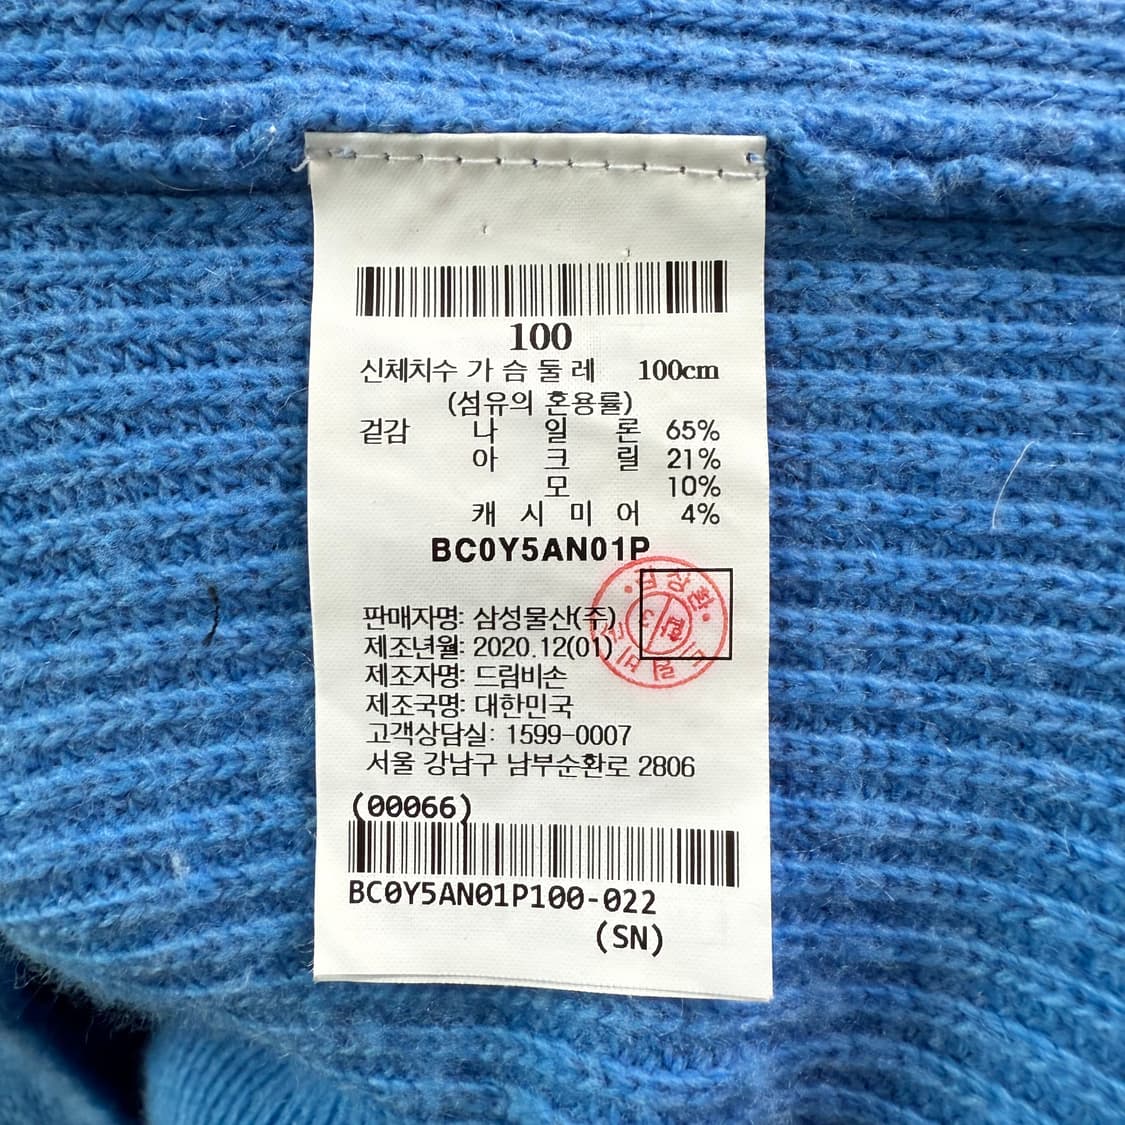 100
신체치수 가슴둘레 100cm
(섬유의 혼용률)
겉감 나일론 65%
아크릴 21%
모 10%
캐시미어 4%
BC0Y5AN01P
판매자명: 삼성물산(주)
제조년월: 2020.12(01)
제조자명: 드림비손
제조국명: 대한민국
고객상담실: 1599-0007
서울 강남구 남부순환로 2806
(00066)
BC0Y5AN01P100-022
(SN)